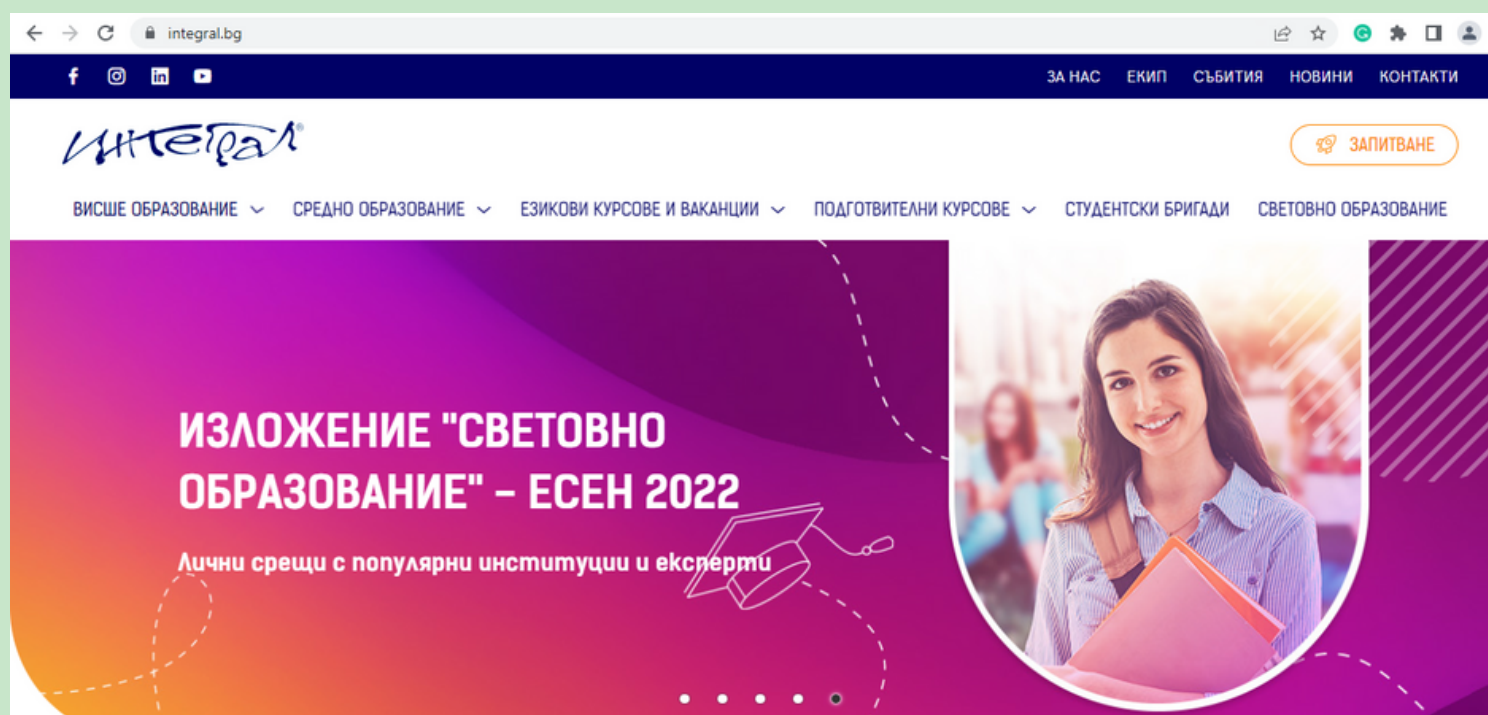 integral.bg
ЗА НАС ЕКИП СЪБИТИЯ НОВИНИ КОНТАКТИ
интеграл®
ЗАПИТВАНЕ
ВИСШЕ ОБРАЗОВАНИЕ СРЕДНО ОБРАЗОВАНИЕ ЕЗИКОВИ КУРСОВЕ И ВАКАНЦИИ ПОДГОТВИТЕЛНИ КУРСОВЕ СТУДЕНТСКИ БРИГАДИ СВЕТОВНО ОБРАЗОВАНИЕ
ИЗЛОЖЕНИЕ "СВЕТОВНО
ОБРАЗОВАНИЕ" – ЕСЕН 2022
Лични срещи с популярни институции и експерти